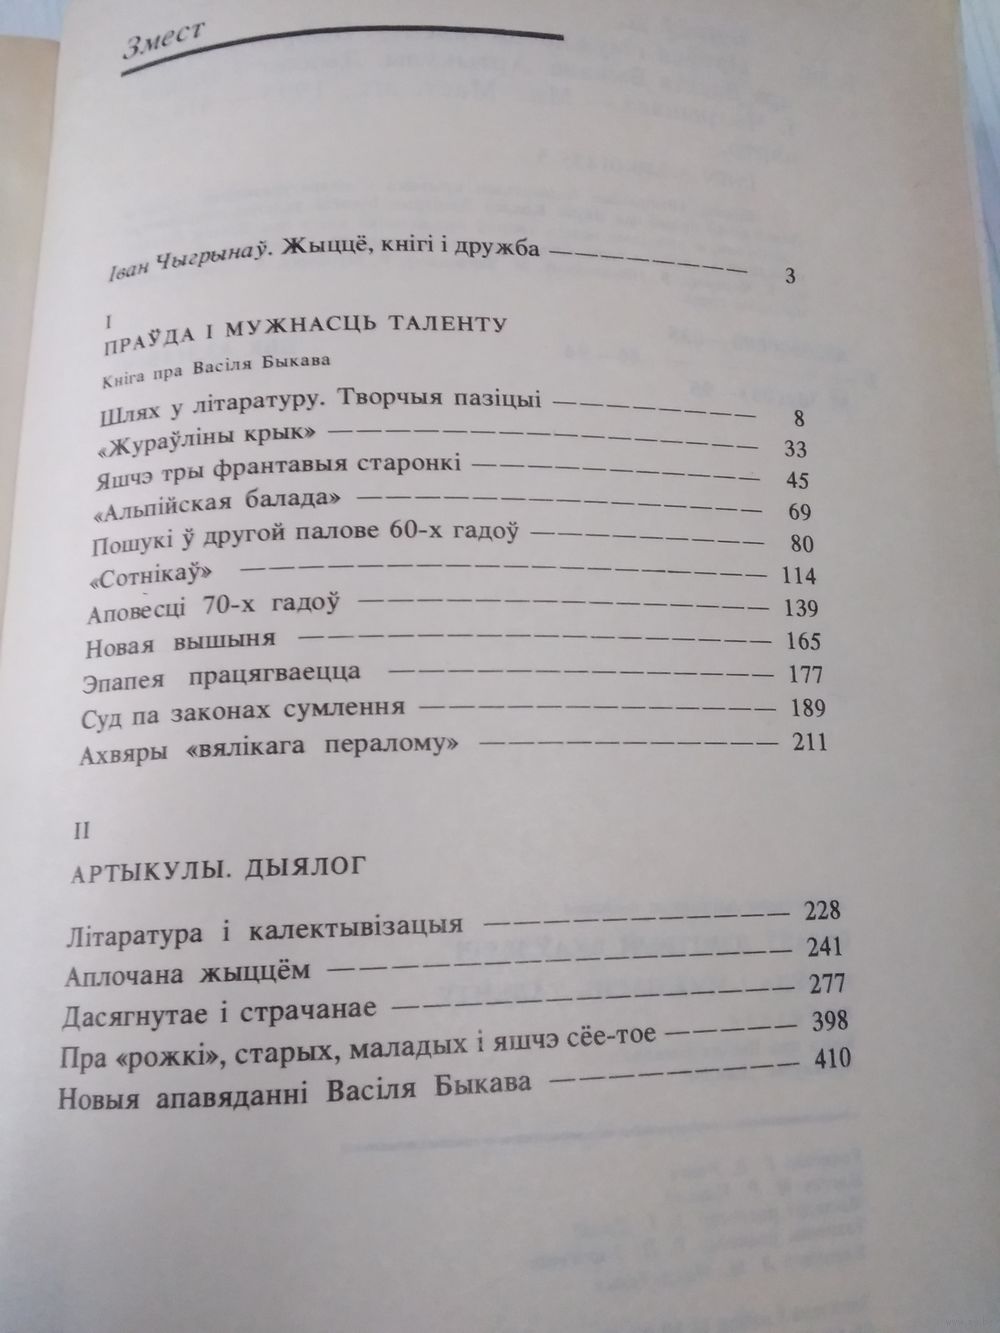 Змест
Іван Чыгрынаў. Жыццё, кнігі і дружба — — — — — — — — 3
I
ПРАЎДА І МУЖНАСЦЬ ТАЛЕНТУ
Кніга пра Васіля Быкава
Шлях у літаратуру. Творчыя пазіцыі — — — — — — — — 8
«Жураўліны крык» — — — — — — — — — — — — — — — 33
Яшчэ тры франтавыя старонкі — — — — — — — — — — 45
«Альпійская балада» — — — — — — — — — — — — — — 69
Пошукі ў другой палове 60-х гадоў — — — — — — — — 80
«Сотнікаў» — — — — — — — — — — — — — — — — — — 114
Аповесці 70-х гадоў — — — — — — — — — — — — — — 139
Новая вышыня — — — — — — — — — — — — — — — — 165
Эпапея працягваецца — — — — — — — — — — — — — 177
Суд па законах сумлення — — — — — — — — — — — — 189
Ахвяры «вялікага пералому» — — — — — — — — — — 211
II
АРТЫКУЛЫ. ДЫЯЛОГ
Літаратура і калектывізацыя — — — — — — — — — — 228
Аплочана жыццём — — — — — — — — — — — — — — — 241
Дасягнутае і страчанае — — — — — — — — — — — — — 277
Пра «рожкі», старых, маладых і яшчэ сёе-тое — — — — — 398
Новыя апавяданні Васіля Быкава — — — — — — — — 410